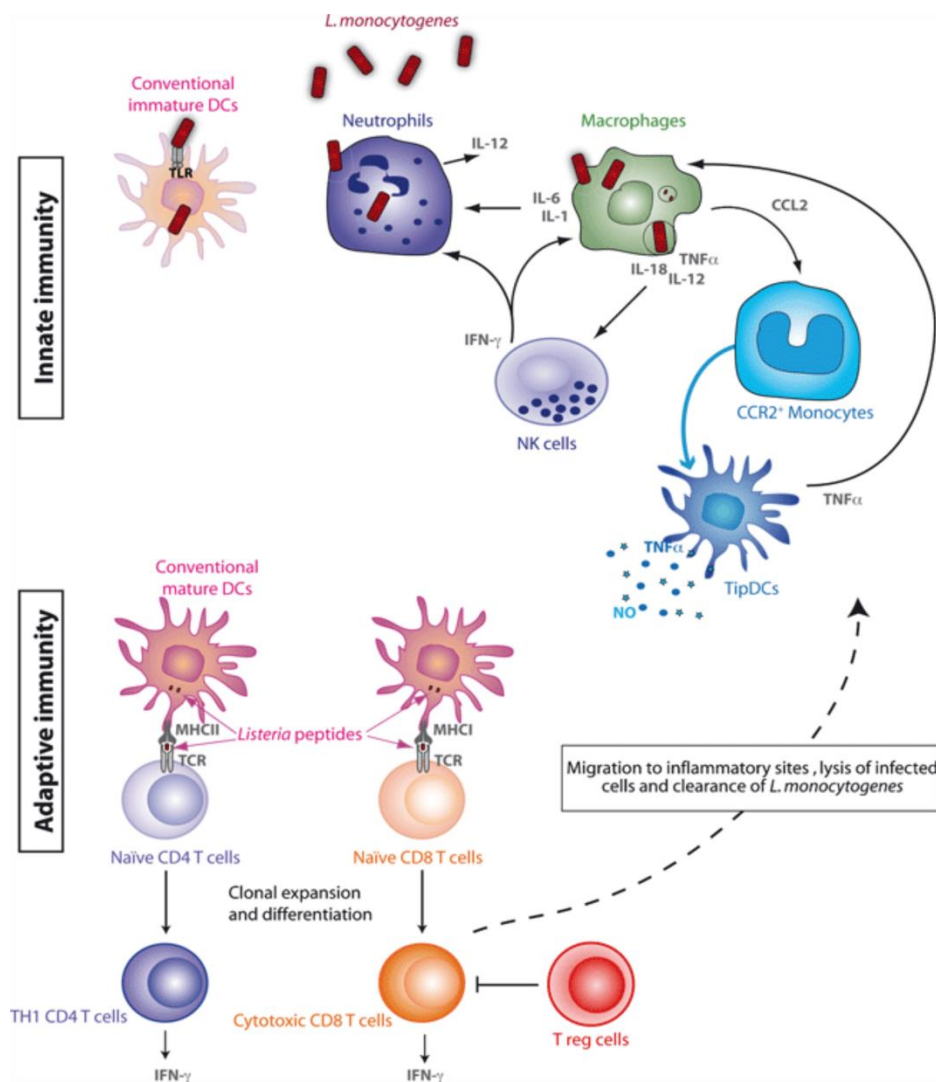 L. monocytogenes
Conventional
immature DCs
TLR
Neutrophils
IL-12
Macrophages
IL-6
IL-1
CCL2
TNFα
IL-18
IL-12
IFN-γ
NK cells
CCR2⁺ Monocytes
TNFα
TNFα
NO
TipDCs
Innate immunity
Conventional
mature DCs
MHCII
Listeria peptides
MHCI
TCR
TCR
Naïve CD4 T cells
Naïve CD8 T cells
Migration to inflammatory sites , lysis of infected
cells and clearance of L. monocytogenes
Clonal expansion
and differentiation
TH1 CD4 T cells
Cytotoxic CD8 T cells
T reg cells
IFN-γ
IFN-γ
Adaptive immunity